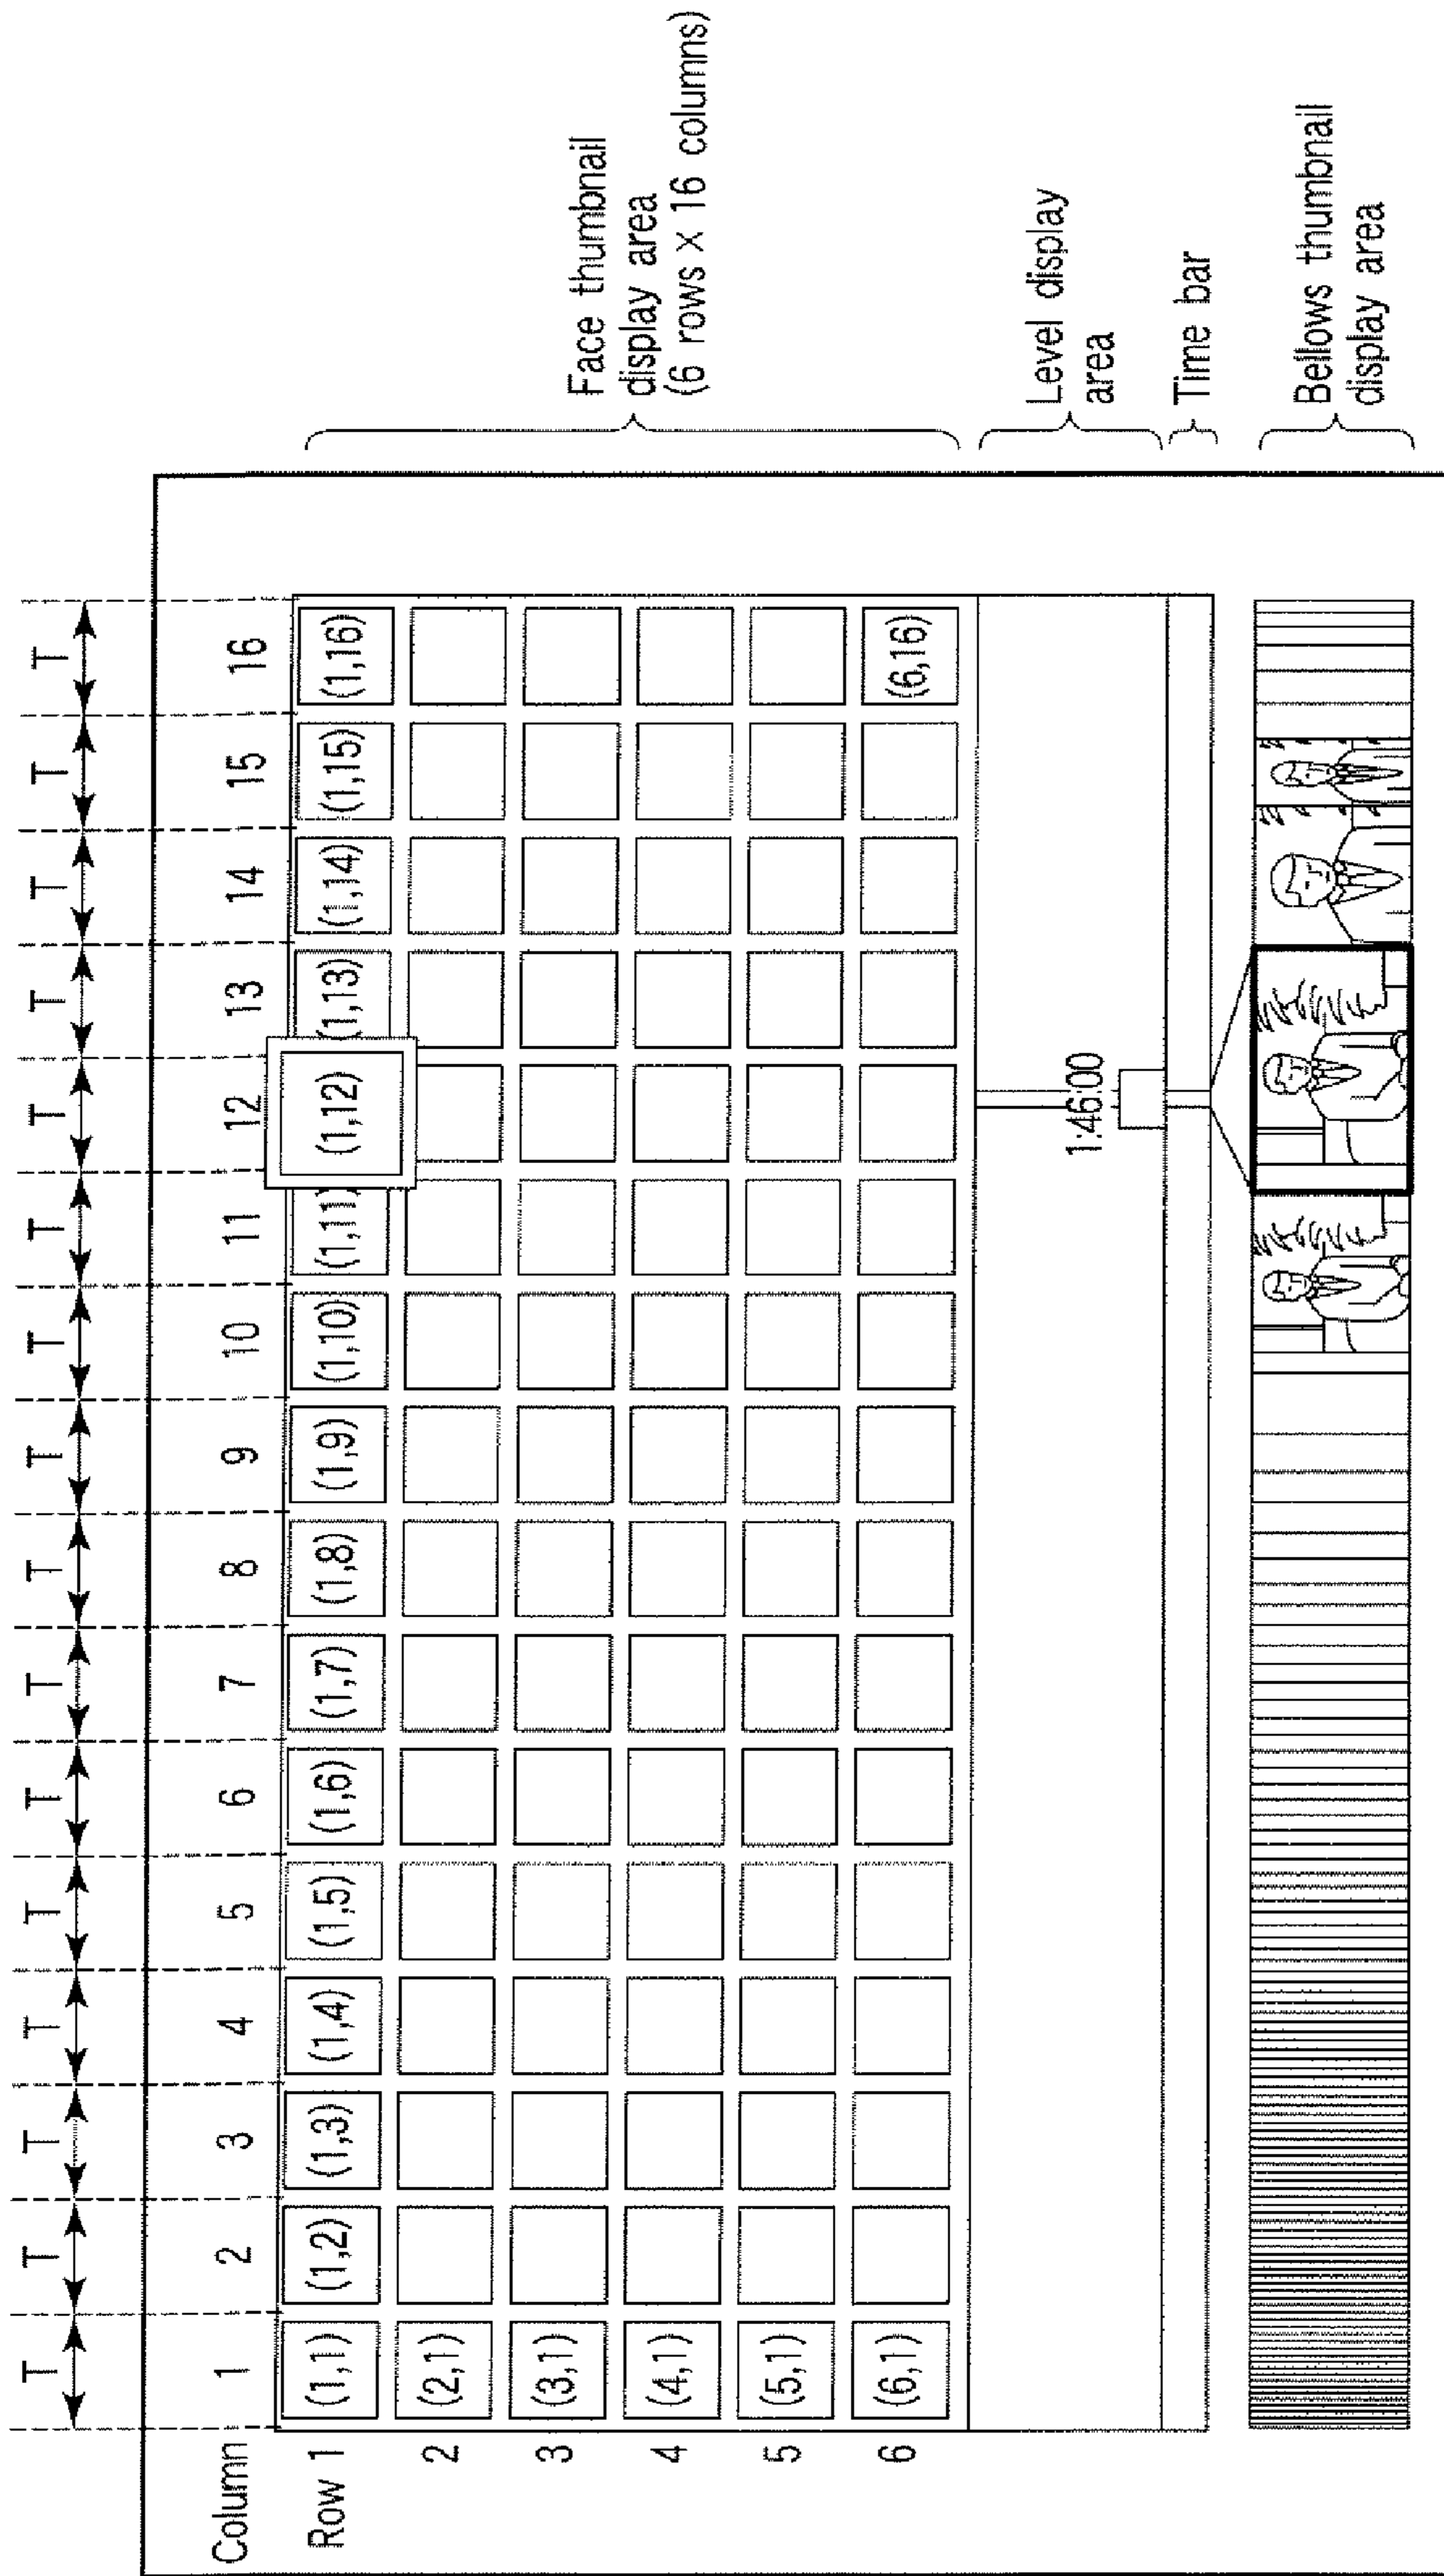 T T T T T T T T T T T T T T T T
Column 1 2 3 4 5 6 7 8 9 10 11 12 13 14 15 16
Row 1 (1,1) (1,2) (1,3) (1,4) (1,5) (1,6) (1,7) (1,8) (1,9) (1,10) (1,11) (1,12) (1,13) (1,14) (1,15) (1,16)
2 (2,1)
3 (3,1)
4 (4,1)
5 (5,1)
6 (6,1) (6,16)
Face thumbnail
display area
(6 rows X 16 columns)
1:46:00
Level display
area
Time bar
Bellows thumbnail
display area